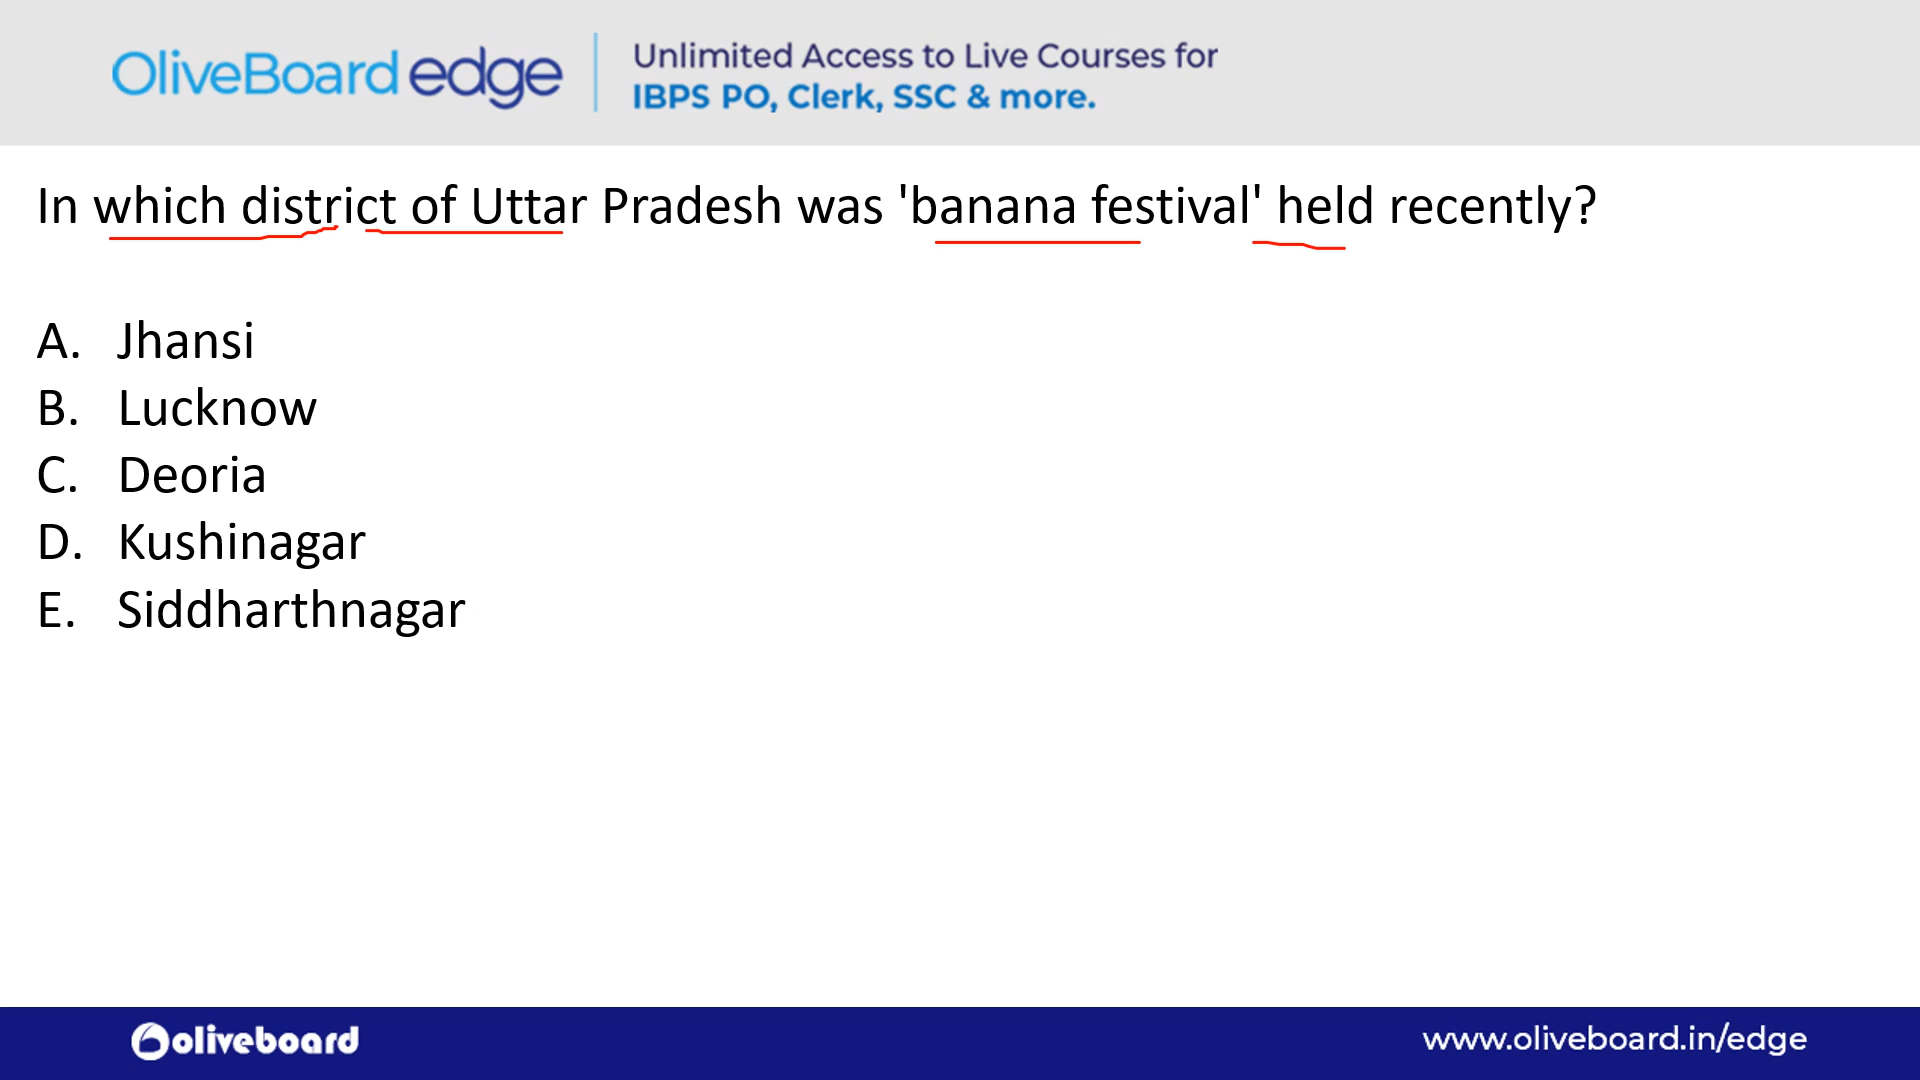 OliveBoard edge
Unlimited Access to Live Courses for
IBPS PO, Clerk, SSC & more.
In which district of Uttar Pradesh was 'banana festival' held recently?
A. Jhansi
B. Lucknow
C. Deoria
D. Kushinagar
E. Siddharthnagar
oliveboard
www.oliveboard.in/edge